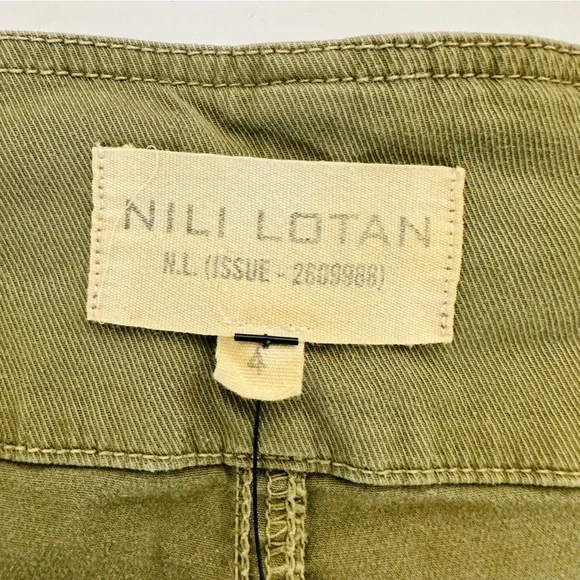 NILI LOTAN
N.L. (ISSUE - 2609988)
4